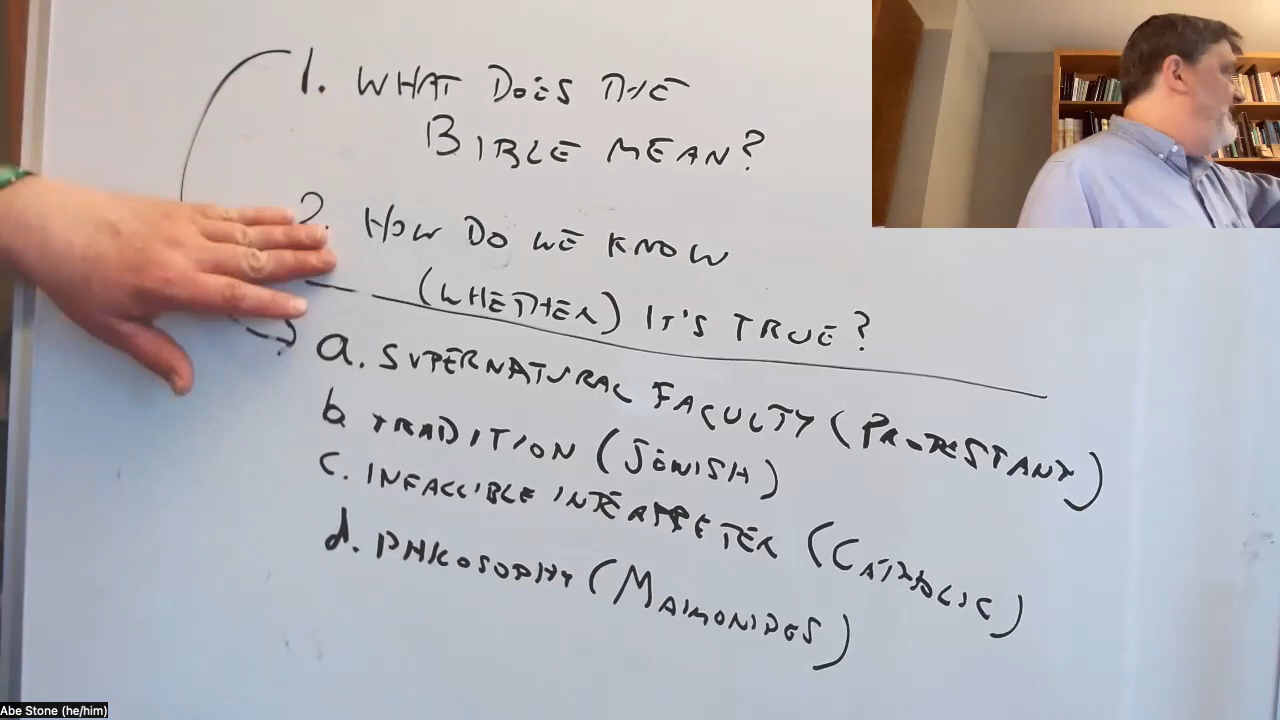 1. WHAT DOES THE
BIBLE MEAN?
2. HOW DO WE KNOW
(WHETHER) IT'S TRUE?
a. SUPERNATURAL FACULTY (PROTESTANT)
b. TRADITION (JEWISH)
c. INFALLIBLE INTERPRETER (CATHOLIC)
d. PHILOSOPHY (MAIMONIDES)
Abe Stone (he/him)